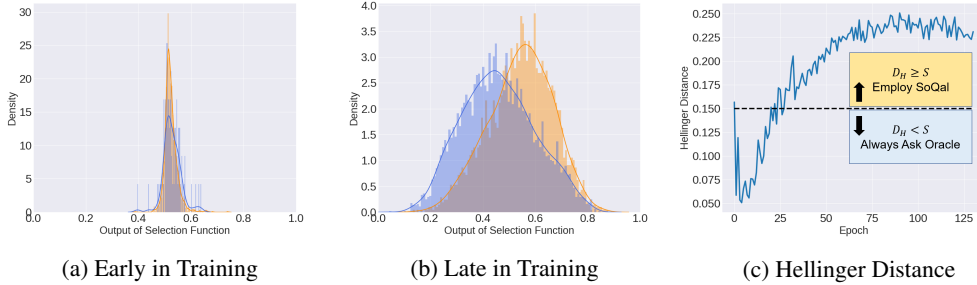 30
25
20
15
10
5
0
0.0 0.2 0.4 0.6 0.8 1.0
Density
Output of Selection Function
(a) Early in Training
4.0
3.5
3.0
2.5
2.0
1.5
1.0
0.5
0.0
0.0 0.2 0.4 0.6 0.8 1.0
Density
Output of Selection Function
(b) Late in Training
0.250
0.225
0.200
0.175
0.150
0.125
0.100
0.075
0.050
0 25 50 75 100 125
Hellinger Distance
Epoch
D_H ≥ S
Employ SoQal
D_H < S
Always Ask Oracle
(c) Hellinger Distance